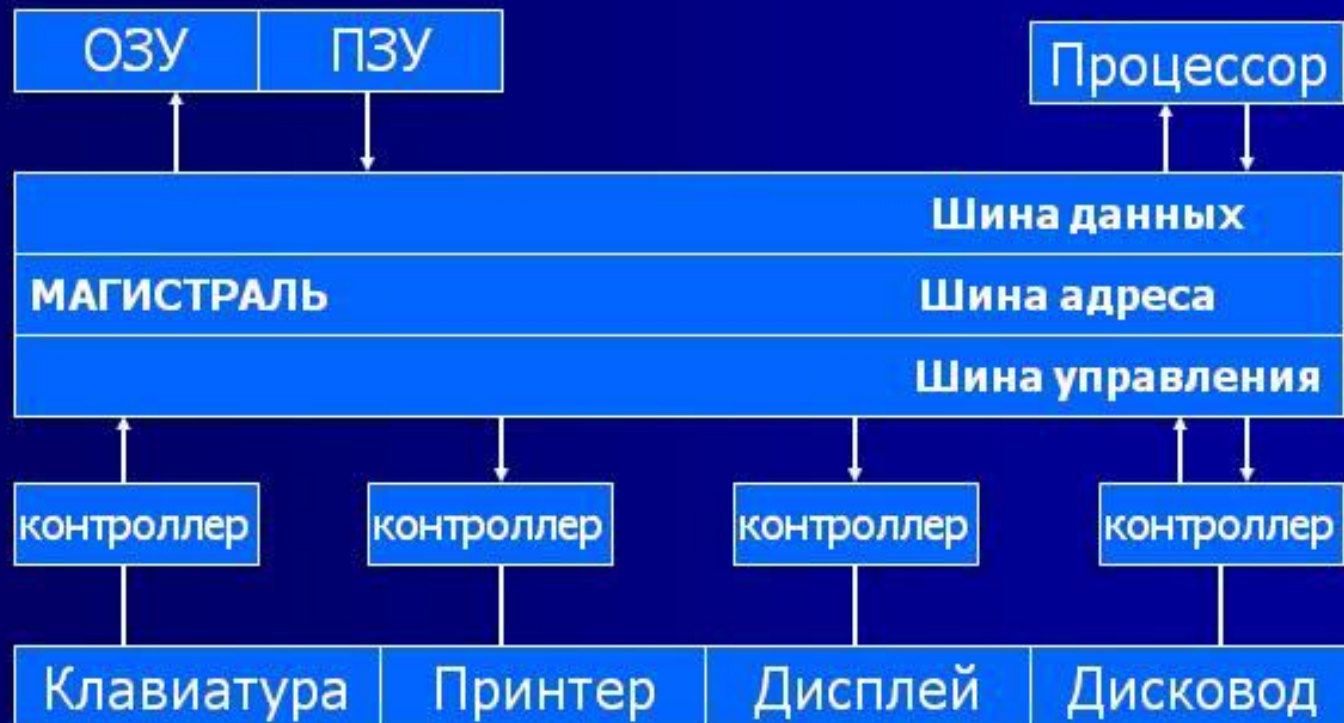 ОЗУ ПЗУ
Процессор
Шина данных
МАГИСТРАЛЬ Шина адреса
Шина управления
контроллер контроллер контроллер контроллер
Клавиатура Принтер Дисплей Дисковод